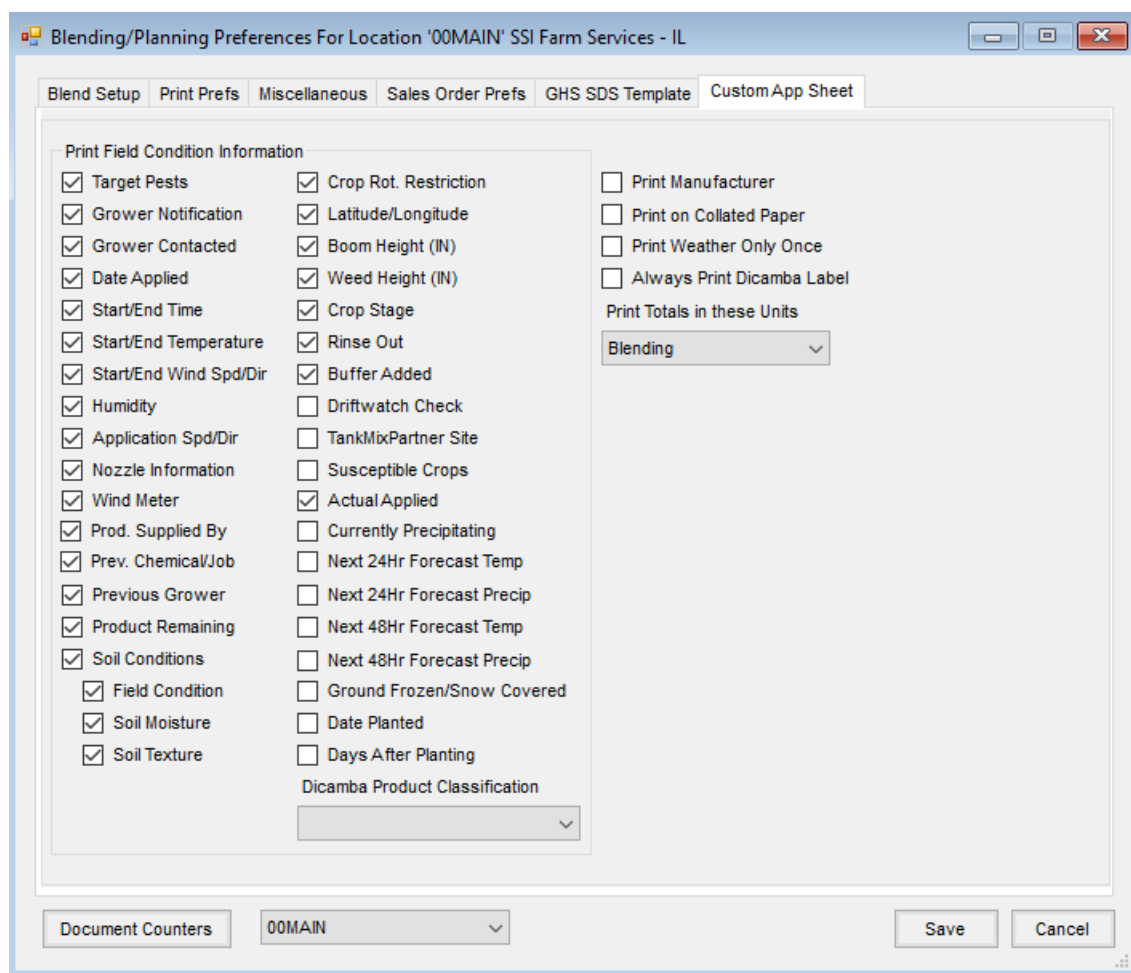 Blending/Planning Preferences For Location '00MAIN' SSI Farm Services - IL
Blend Setup Print Prefs Miscellaneous Sales Order Prefs GHS SDS Template Custom App Sheet
Print Field Condition Information
Target Pests
Grower Notification
Grower Contacted
Date Applied
Start/End Time
Start/End Temperature
Start/End Wind Spd/Dir
Humidity
Application Spd/Dir
Nozzle Information
Wind Meter
Prod. Supplied By
Prev. Chemical/Job
Previous Grower
Product Remaining
Soil Conditions
Field Condition
Soil Moisture
Soil Texture
Crop Rot. Restriction
Latitude/Longitude
Boom Height (IN)
Weed Height (IN)
Crop Stage
Rinse Out
Buffer Added
Driftwatch Check
TankMixPartner Site
Susceptible Crops
Actual Applied
Currently Precipitating
Next 24Hr Forecast Temp
Next 24Hr Forecast Precip
Next 48Hr Forecast Temp
Next 48Hr Forecast Precip
Ground Frozen/Snow Covered
Date Planted
Days After Planting
Dicamba Product Classification
Print Manufacturer
Print on Collated Paper
Print Weather Only Once
Always Print Dicamba Label
Print Totals in these Units
Blending
Document Counters 00MAIN Save Cancel